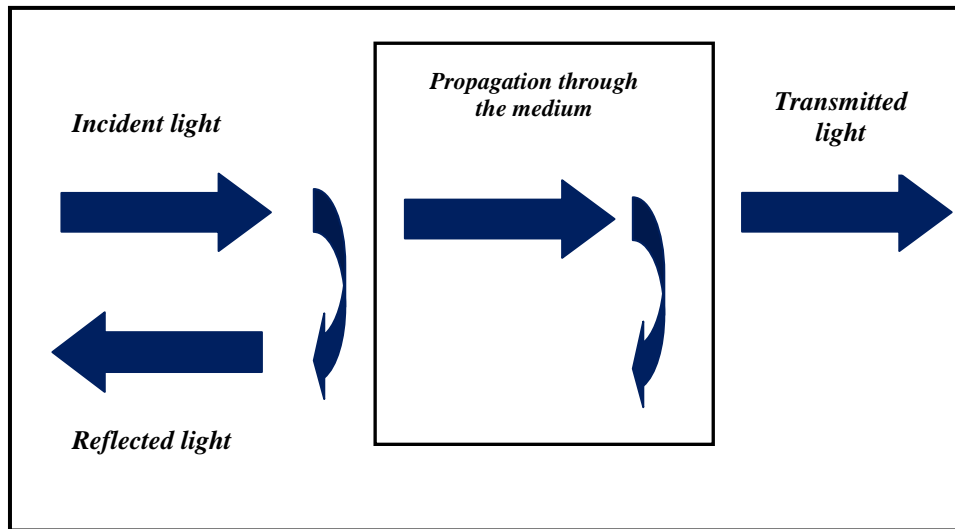 Propagation through
the medium
Transmitted
light
Incident light
Reflected light